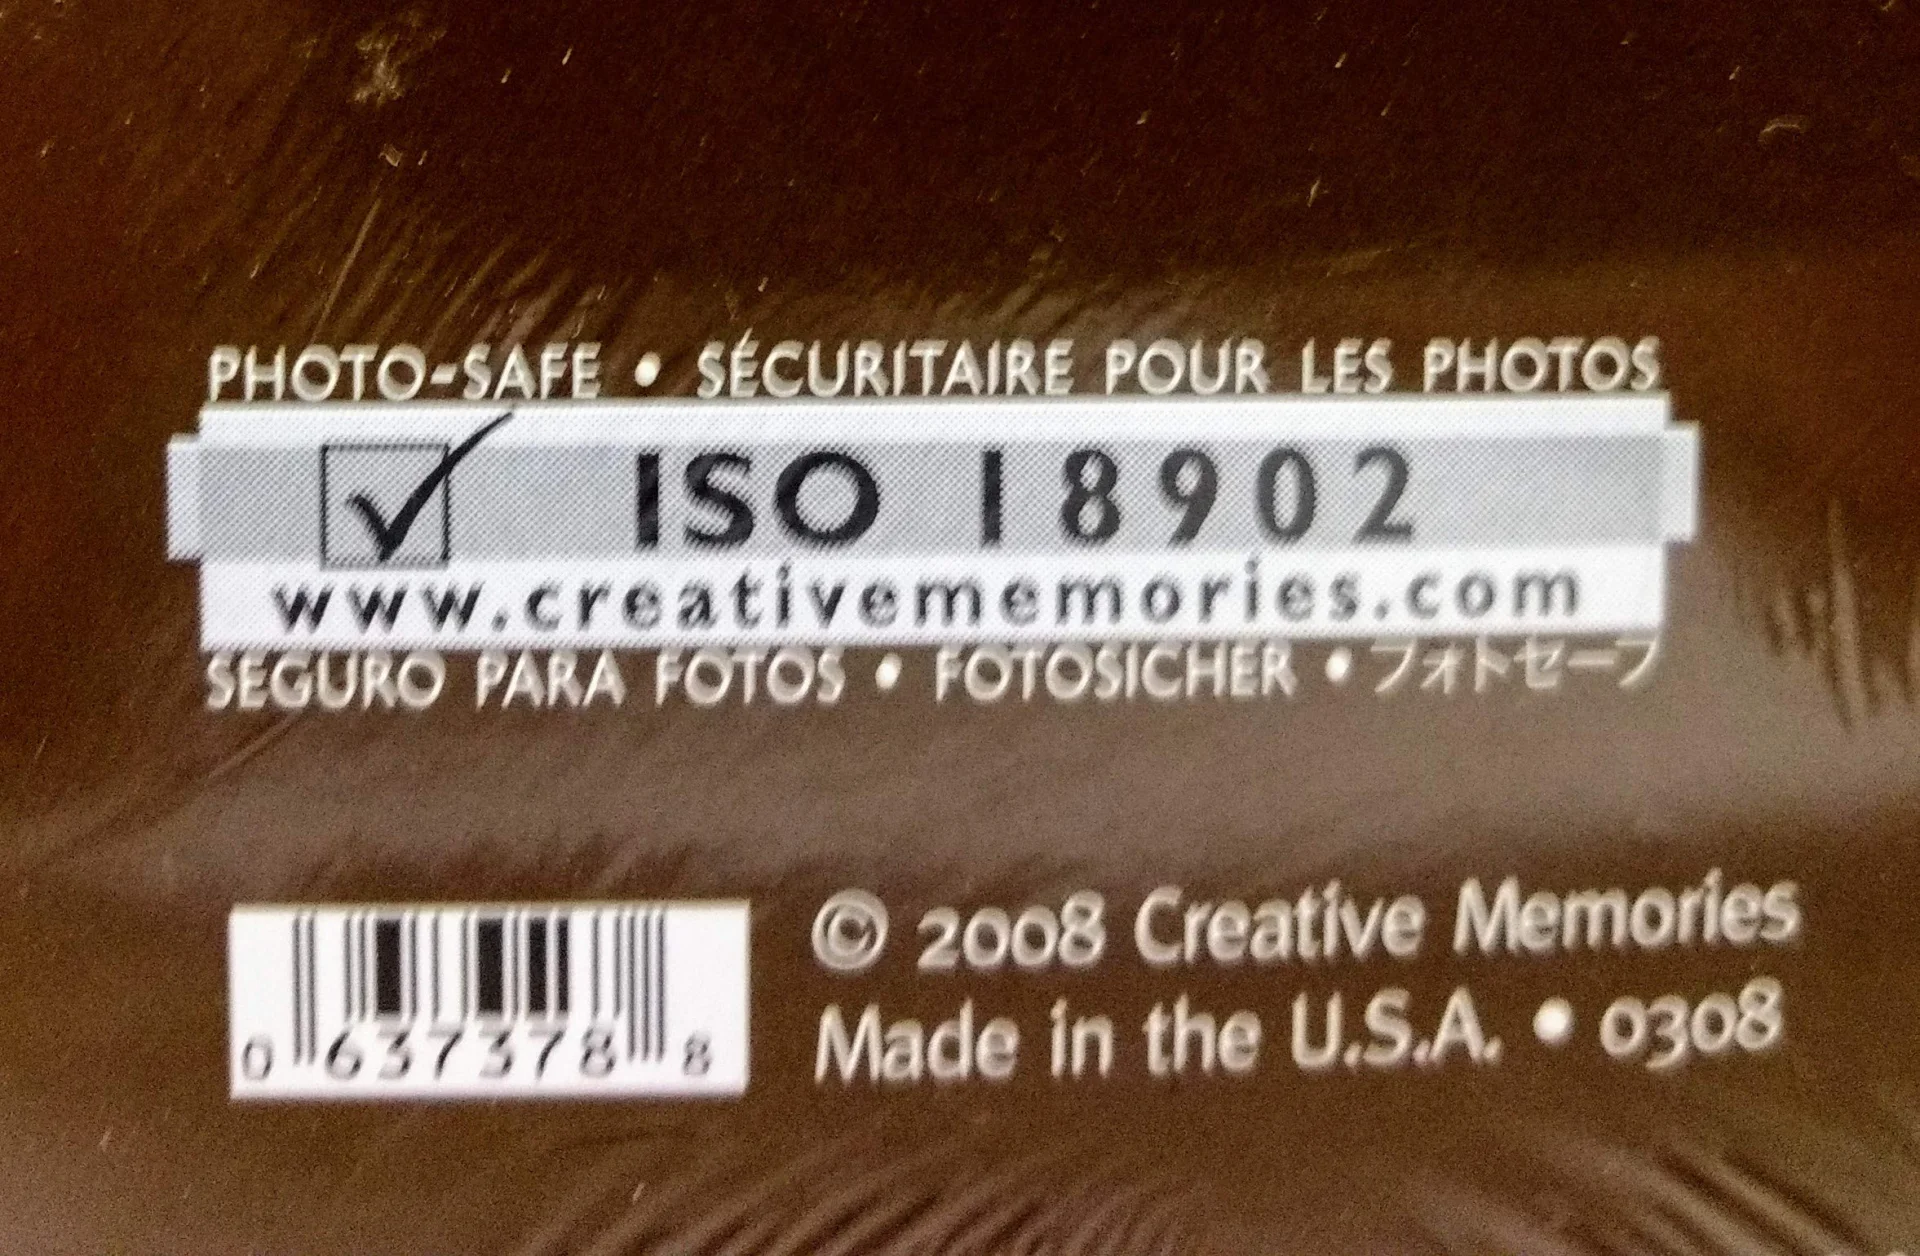 PHOTO-SAFE • SÉCURITAIRE POUR LES PHOTOS
ISO 18902
www.creativememories.com
SEGURO PARA FOTOS • FOTOSICHER • フォトセーフ
© 2008 Creative Memories
Made in the U.S.A. • 0308
0 637378 8